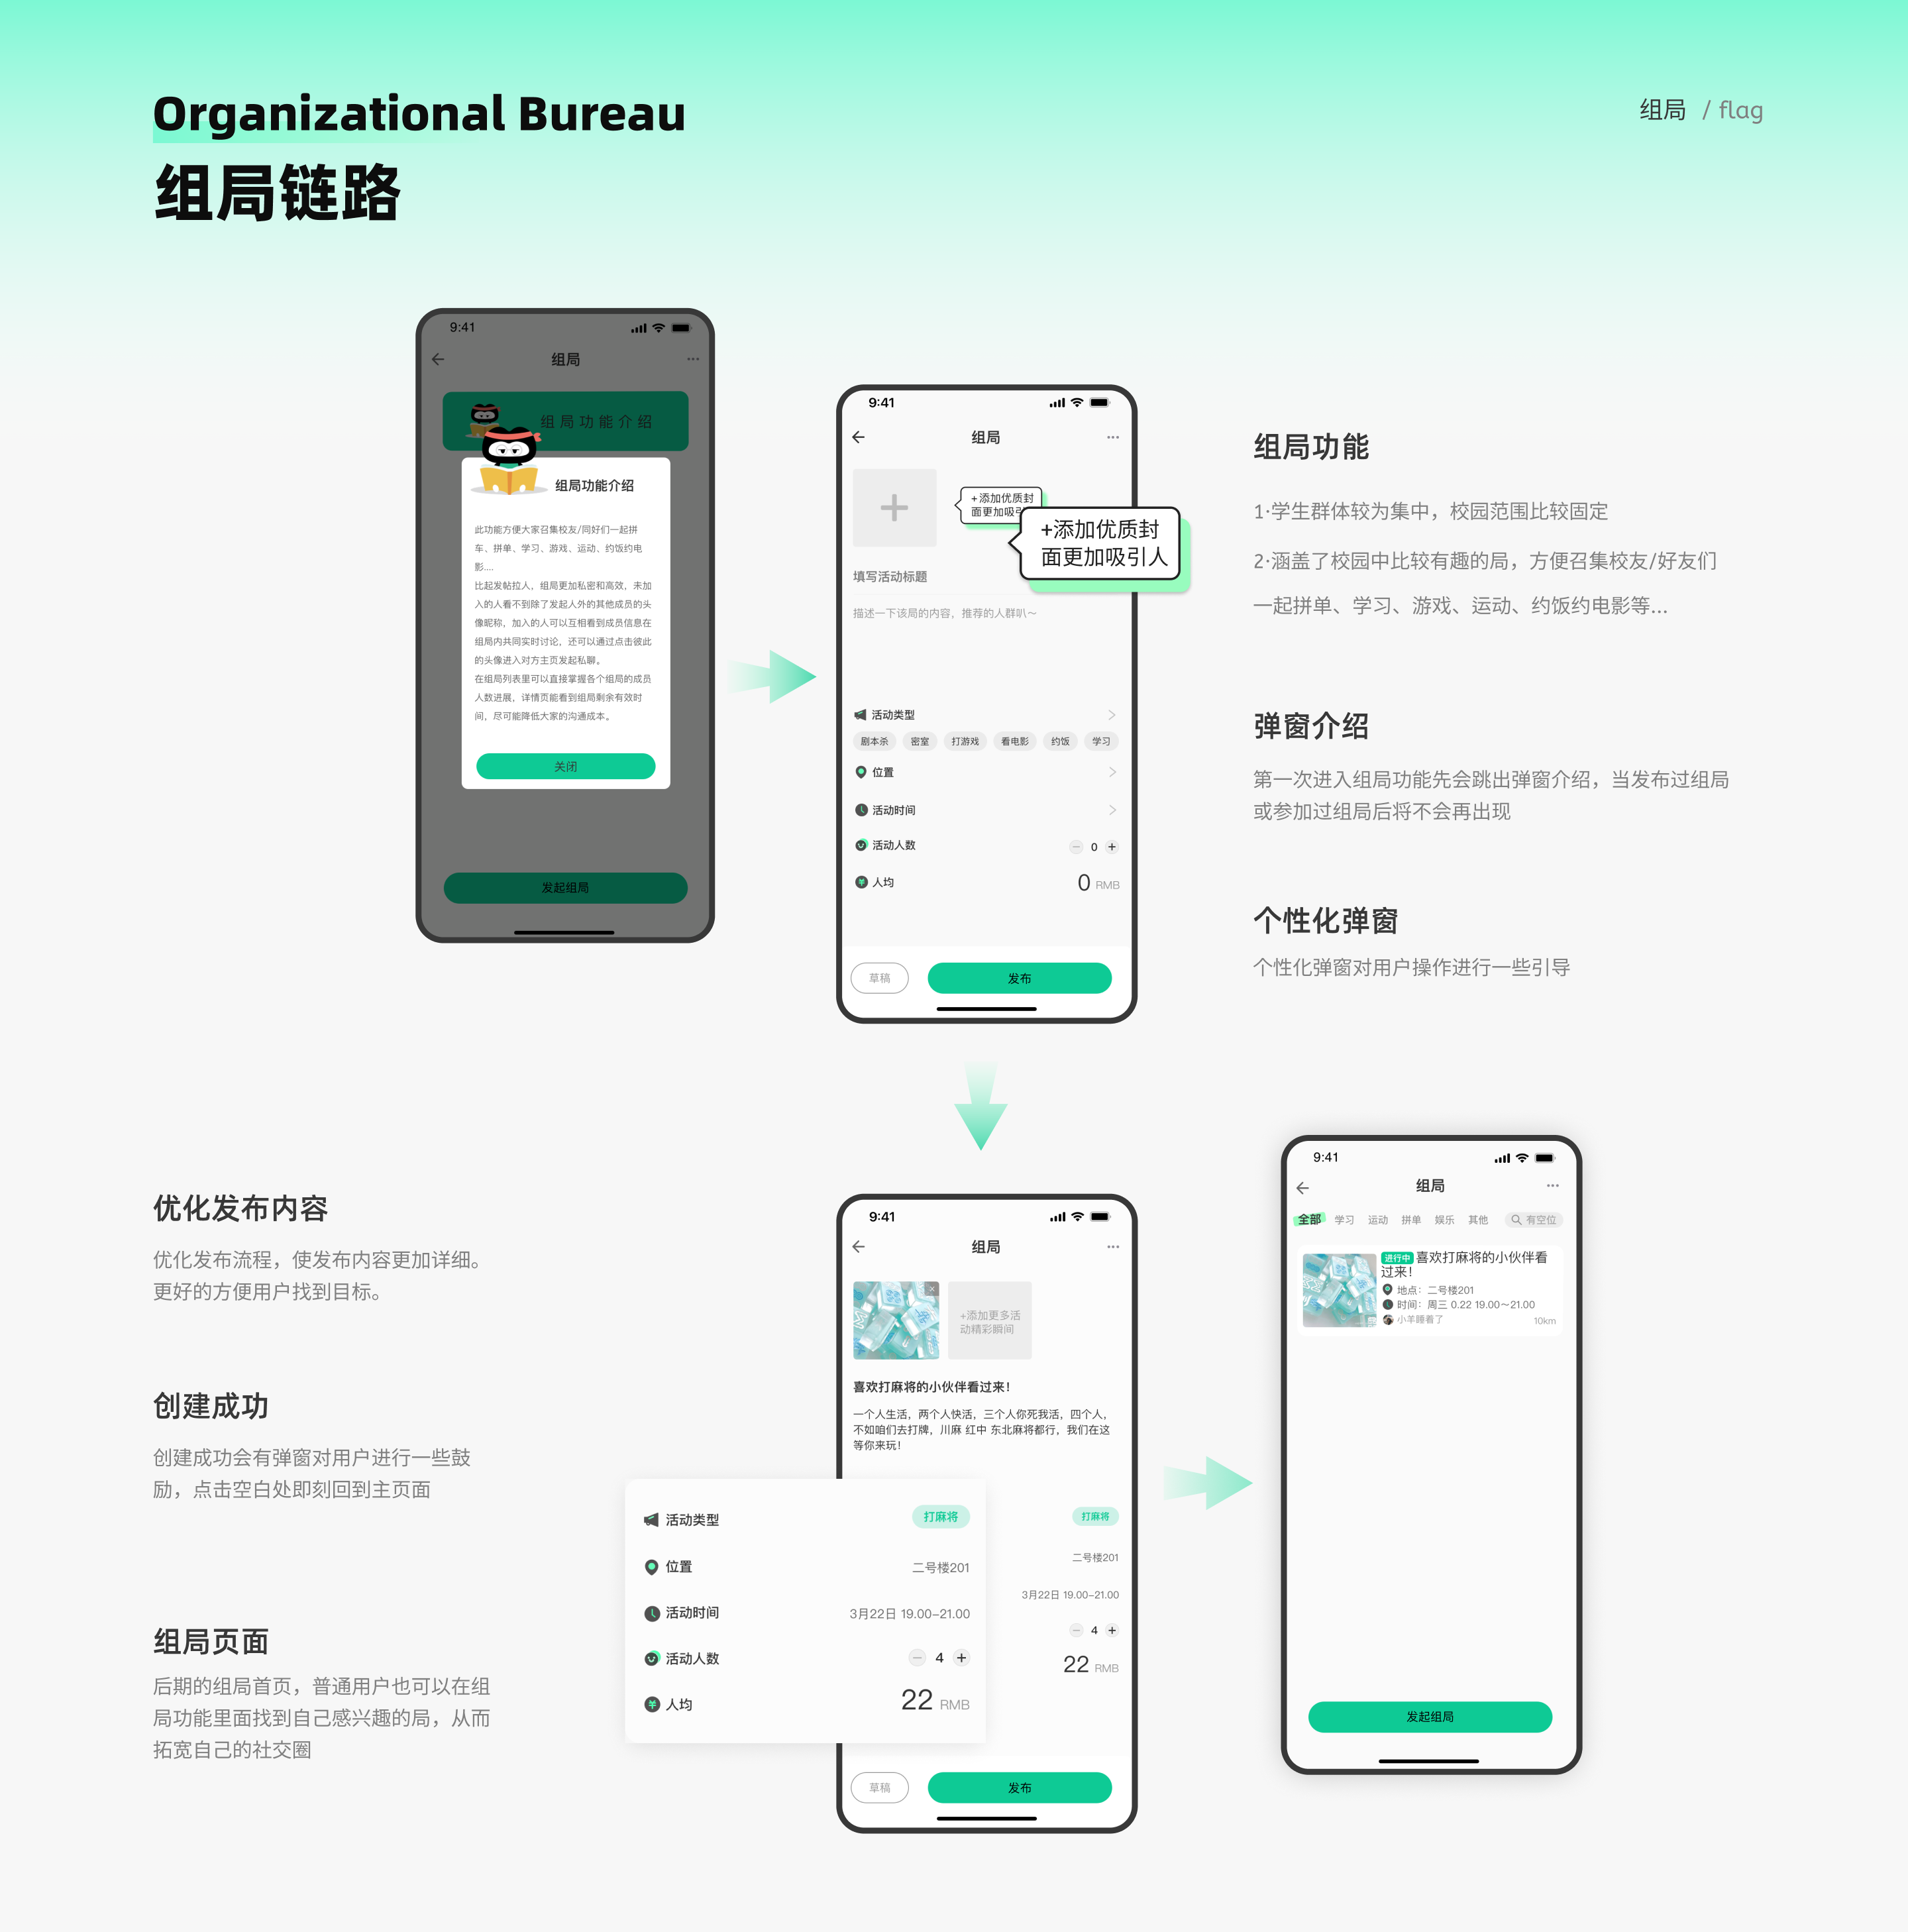 Organizational Bureau
组局 / flag
组局链路
9:41
组局
组局功能介绍
组局功能介绍
此功能方便大家召集校友/同好们一起拼
车、拼单、学习、游戏、运动、约饭约电
影....
比起发帖拉人，组局更加私密和高效，未加
入的人看不到除了发起人外的其他成员的头
像昵称，加入的人可以互相看到成员信息在
组局内共同实时讨论，还可以通过点击彼此
的头像进入对方主页发起私聊。
在组局列表里可以直接掌握各个组局的成员
人数进展，详情页能看到组局剩余有效时
间，尽可能降低大家的沟通成本。
关闭
发起组局
9:41
组局
+添加优质封
面更加吸引
+添加优质封
面更加吸引人
填写活动标题
描述一下该局的内容，推荐的人群叭～
活动类型
剧本杀 密室 打游戏 看电影 约饭 学习
位置
活动时间
活动人数 0
人均 0 RMB
草稿 发布
组局功能
1·学生群体较为集中，校园范围比较固定
2·涵盖了校园中比较有趣的局，方便召集校友/好友们
一起拼单、学习、游戏、运动、约饭约电影等...
弹窗介绍
第一次进入组局功能先会跳出弹窗介绍，当发布过组局
或参加过组局后将不会再出现
个性化弹窗
个性化弹窗对用户操作进行一些引导
优化发布内容
优化发布流程，使发布内容更加详细。
更好的方便用户找到目标。
创建成功
创建成功会有弹窗对用户进行一些鼓
励，点击空白处即刻回到主页面
组局页面
后期的组局首页，普通用户也可以在组
局功能里面找到自己感兴趣的局，从而
拓宽自己的社交圈
9:41
组局
+添加更多活
动精彩瞬间
喜欢打麻将的小伙伴看过来！
一个人生活，两个人快活，三个人你死我活，四个人，
不如咱们去打牌，川麻 红中 东北麻将都行，我们在这
等你来玩！
活动类型 打麻将
位置 二号楼201
活动时间 3月22日 19.00-21.00
活动人数 4
人均 22 RMB
打麻将
二号楼201
3月22日 19.00-21.00
4
22 RMB
草稿 发布
9:41
组局
全部 学习 运动 拼单 娱乐 其他 有空位
进行中 喜欢打麻将的小伙伴看
过来！
地点：二号楼201
时间：周三 0.22 19.00～21.00
小羊睡着了 10km
发起组局